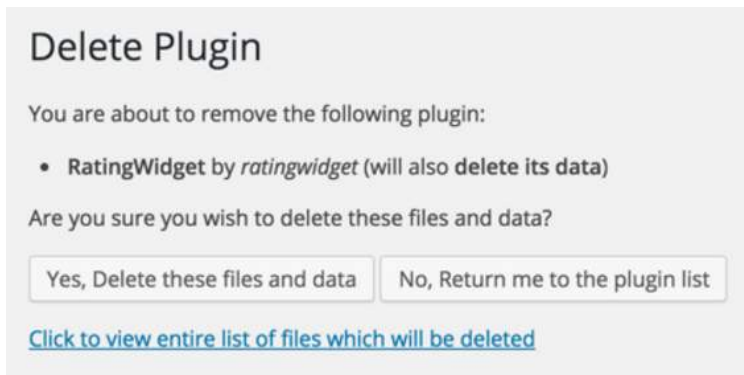 Delete Plugin
You are about to remove the following plugin:
• RatingWidget by ratingwidget (will also delete its data)
Are you sure you wish to delete these files and data?
Yes, Delete these files and data No, Return me to the plugin list
Click to view entire list of files which will be deleted